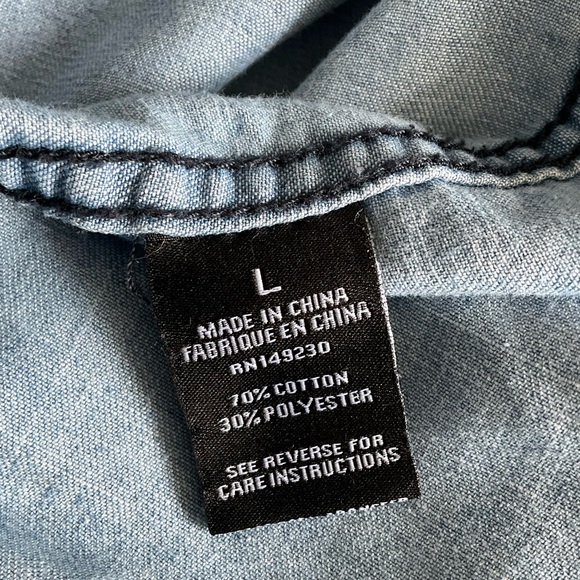 L
MADE IN CHINA
FABRIQUE EN CHINA
RN149230
70% COTTON
30% POLYESTER
SEE REVERSE FOR
CARE INSTRUCTIONS